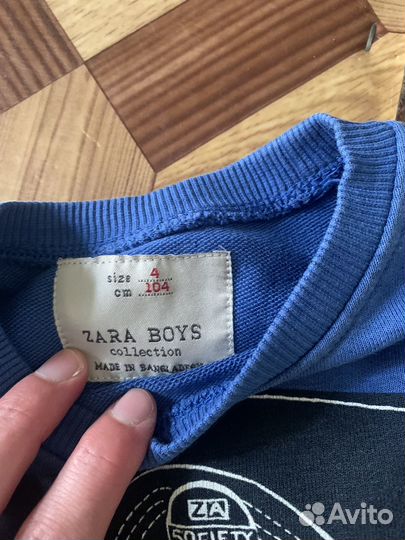 size 4
cm 104
ZARA BOYS
collection
MADE IN BANGLADESH
ZA
SOCIETY
Avito